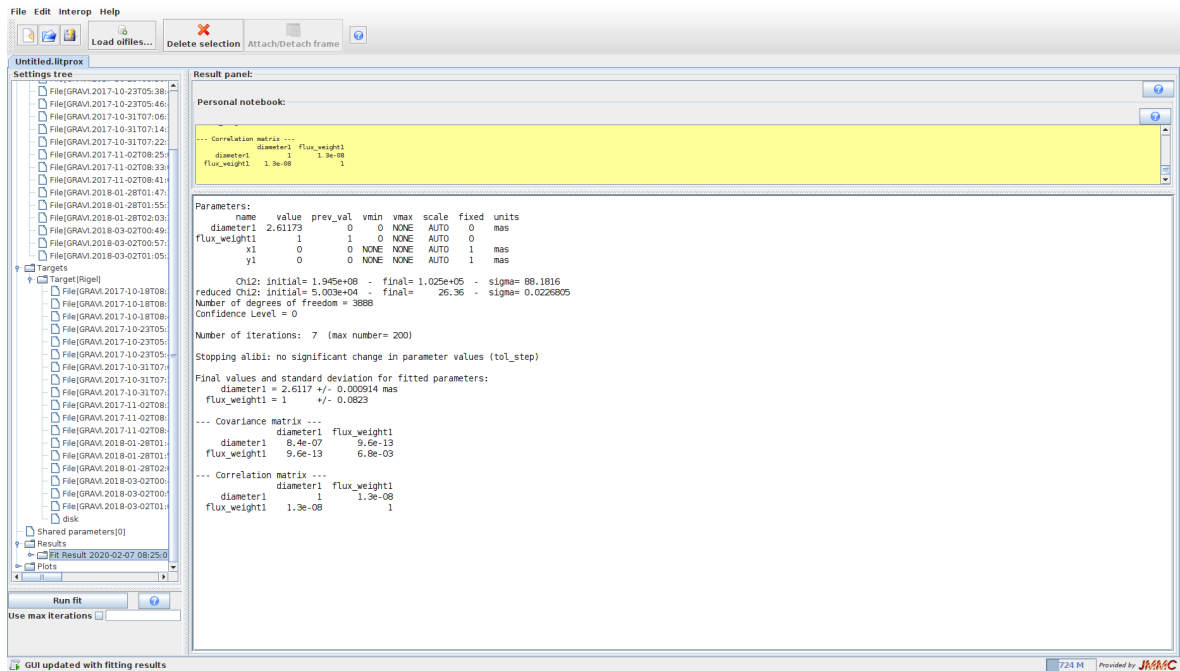 File Edit Interop Help
Load oifiles...
Delete selection
Attach/Detach frame
Untitled.litprox
Settings tree
File[GRAVI.2017-10-23T05:38:
File[GRAVI.2017-10-23T05:46:
File[GRAVI.2017-10-31T07:06:
File[GRAVI.2017-10-31T07:14:
File[GRAVI.2017-10-31T07:22:
File[GRAVI.2017-11-02T08:25:
File[GRAVI.2017-11-02T08:33:
File[GRAVI.2017-11-02T08:41:
File[GRAVI.2018-01-28T01:47:
File[GRAVI.2018-01-28T01:55:
File[GRAVI.2018-01-28T02:03:
File[GRAVI.2018-03-02T00:49:
File[GRAVI.2018-03-02T00:57:
File[GRAVI.2018-03-02T01:05:
Targets
Target[Rigel]
File[GRAVI.2017-10-18T08:
File[GRAVI.2017-10-18T08:
File[GRAVI.2017-10-18T08:
File[GRAVI.2017-10-23T05:
File[GRAVI.2017-10-23T05:
File[GRAVI.2017-10-23T05:
File[GRAVI.2017-10-31T07:
File[GRAVI.2017-10-31T07:
File[GRAVI.2017-10-31T07:
File[GRAVI.2017-11-02T08:
File[GRAVI.2017-11-02T08:
File[GRAVI.2017-11-02T08:
File[GRAVI.2018-01-28T01:
File[GRAVI.2018-01-28T01:
File[GRAVI.2018-01-28T02:
File[GRAVI.2018-03-02T00:
File[GRAVI.2018-03-02T00:
File[GRAVI.2018-03-02T01:
disk
Shared parameters[0]
Results
Fit Result 2020-02-07 08:25:0
Plots
Run fit
Use max iterations
Result panel:
Personal notebook:
--- Correlation matrix ---
diameter1 flux_weight1
diameter1 1 1.3e-08
flux_weight1 1.3e-08 1
Parameters:
name value prev_val vmin vmax scale fixed units
diameter1 2.61173 0 0 NONE AUTO 0 mas
flux_weight1 1 1 0 NONE AUTO 0
x1 0 0 NONE NONE AUTO 1 mas
y1 0 0 NONE NONE AUTO 1 mas
Chi2: initial= 1.945e+08 - final= 1.025e+05 - sigma= 88.1816
reduced Chi2: initial= 5.003e+04 - final= 26.36 - sigma= 0.0226805
Number of degrees of freedom = 3888
Confidence Level = 0
Number of iterations: 7 (max number= 200)
Stopping alibi: no significant change in parameter values (tol_step)
Final values and standard deviation for fitted parameters:
diameter1 = 2.6117 +/- 0.000914 mas
flux_weight1 = 1 +/- 0.0823
--- Covariance matrix ---
diameter1 flux_weight1
diameter1 8.4e-07 9.6e-13
flux_weight1 9.6e-13 6.8e-03
--- Correlation matrix ---
diameter1 flux_weight1
diameter1 1 1.3e-08
flux_weight1 1.3e-08 1
GUI updated with fitting results
724 M
Provided by JMMC